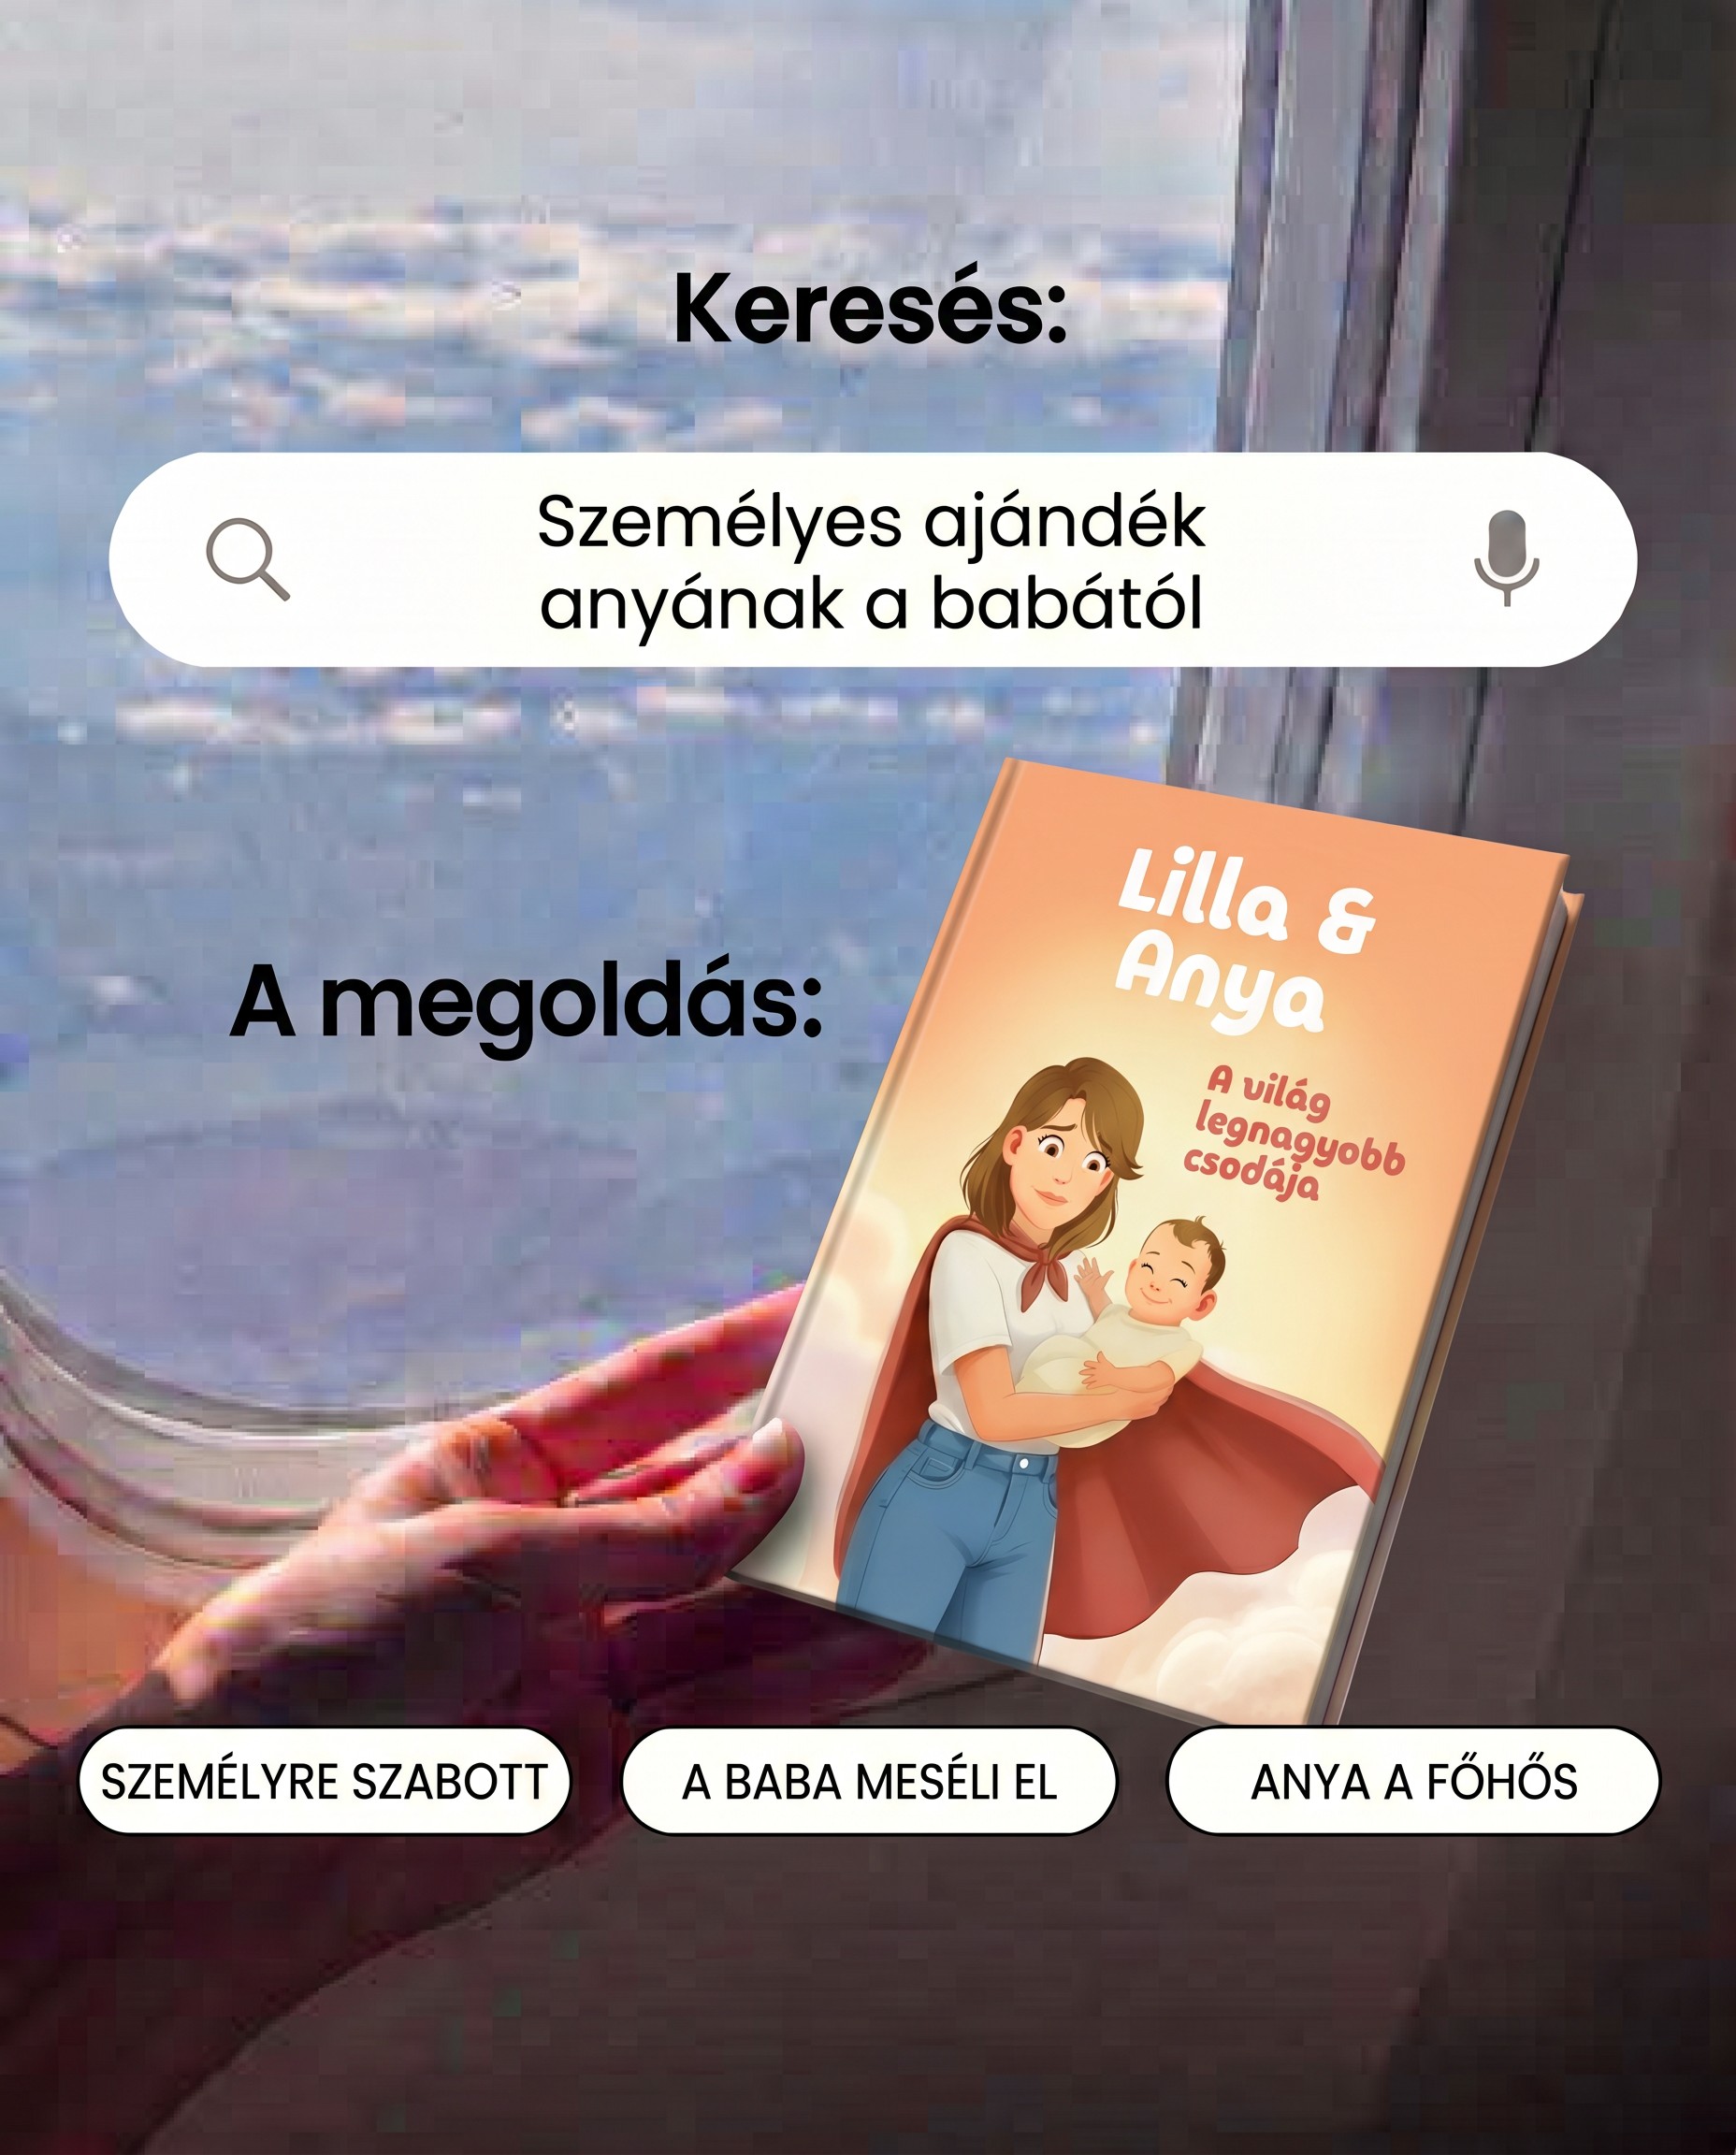 Keresés:
Személyes ajándék
anyának a babától
Lilla &
Anya
A világ
legnagyobb
csodája
A megoldás:
SZEMÉLYRE SZABOTT
A BABA MESÉLI EL
ANYA A FŐHŐS